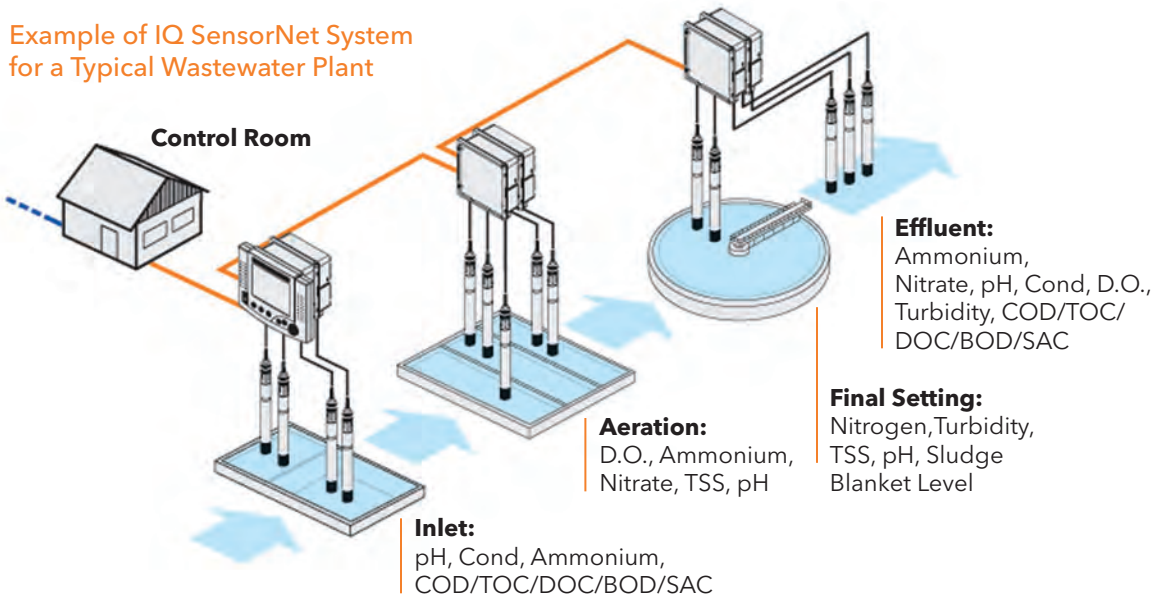 Example of IQ SensorNet System
for a Typical Wastewater Plant
Control Room
Effluent:
Ammonium,
Nitrate, pH, Cond, D.O.,
Turbidity, COD/TOC/
DOC/BOD/SAC
Final Setting:
Nitrogen,Turbidity,
TSS, pH, Sludge
Blanket Level
Aeration:
D.O., Ammonium,
Nitrate, TSS, pH
Inlet:
pH, Cond, Ammonium,
COD/TOC/DOC/BOD/SAC